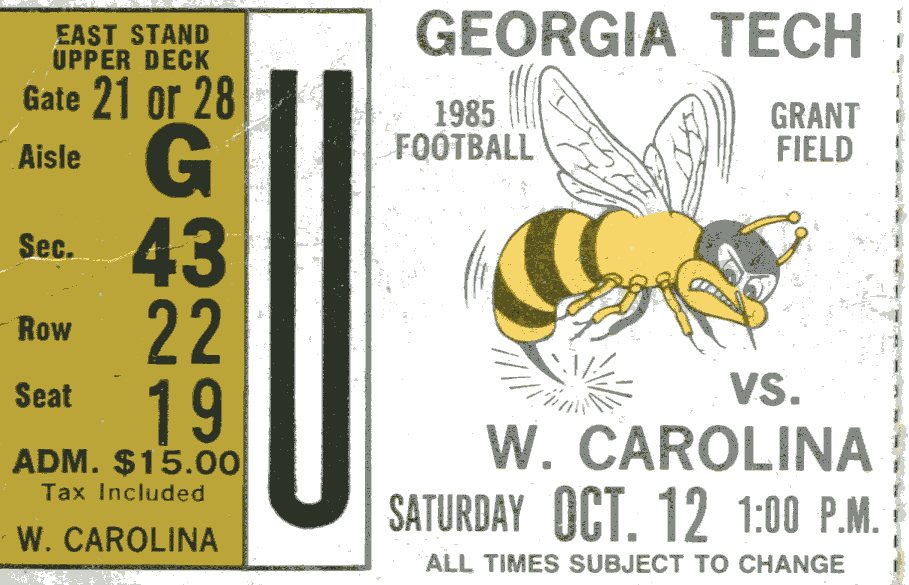 EAST STAND
UPPER DECK
Gate 21 or 28
Aisle G
Sec. 43
Row 22
Seat 19
ADM. $15.00
Tax Included
W. CAROLINA
U
GEORGIA TECH
1985
FOOTBALL
GRANT
FIELD
VS.
W. CAROLINA
SATURDAY OCT. 12 1:00 P.M.
ALL TIMES SUBJECT TO CHANGE